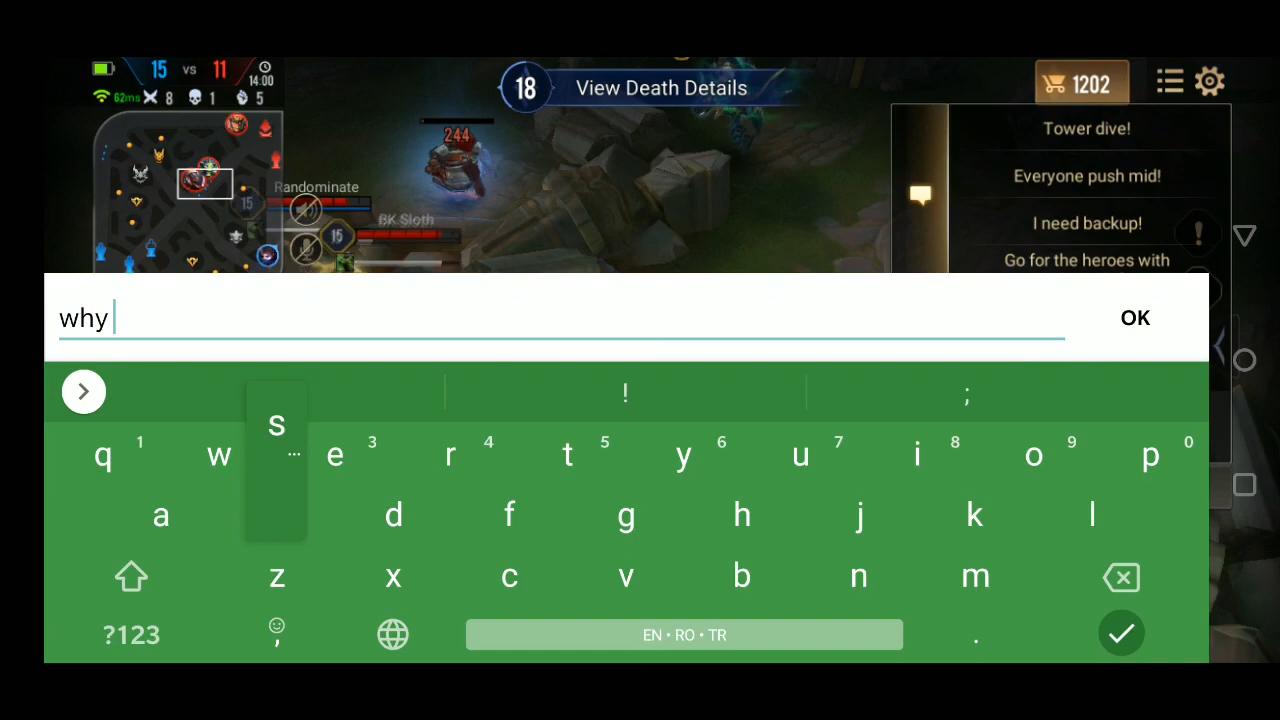 15 vs 11 14:00
62ms 8 1 5
18 View Death Details
1202
Tower dive!
Everyone push mid!
I need backup!
Go for the heroes with
244
Randominate
15
BK Sloth
15
why
OK
! ;
s
q 1 w e 3 r 4 t 5 y 6 u 7 i 8 o 9 p 0
a d f g h j k l
z x c v b n m
?123 , EN • RO • TR .